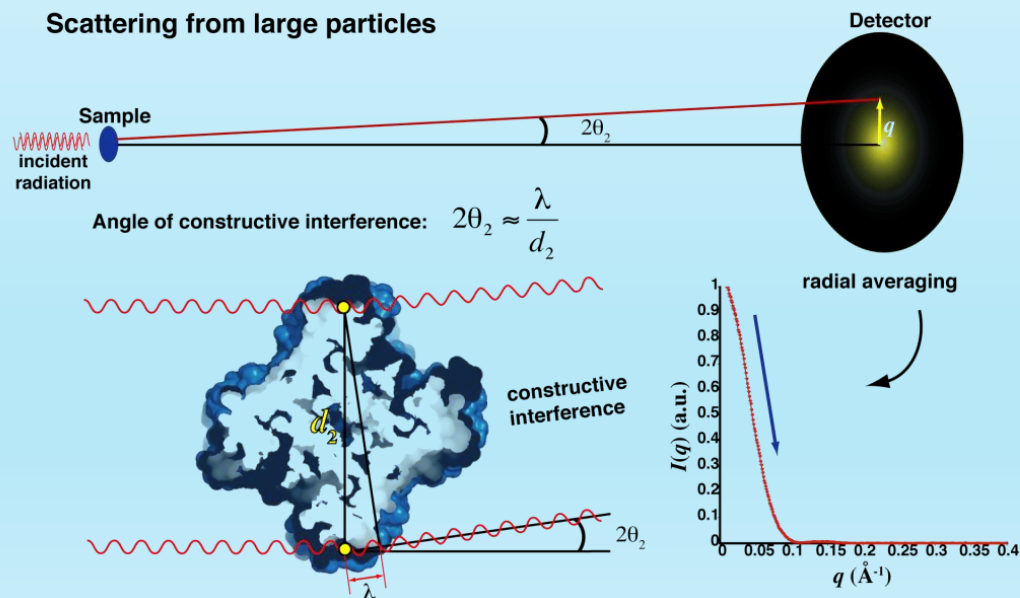 Scattering from large particles
Detector
Sample
2θ₂
q
incident
radiation
Angle of constructive interference: 2θ₂ ≈ λ/d₂
radial averaging
constructive
interference
d₂
2θ₂
λ
I(q) (a.u.)
1
0.9
0.8
0.7
0.6
0.5
0.4
0.3
0.2
0.1
0
0 0.05 0.1 0.15 0.2 0.25 0.3 0.35 0.4
q (Å⁻¹)